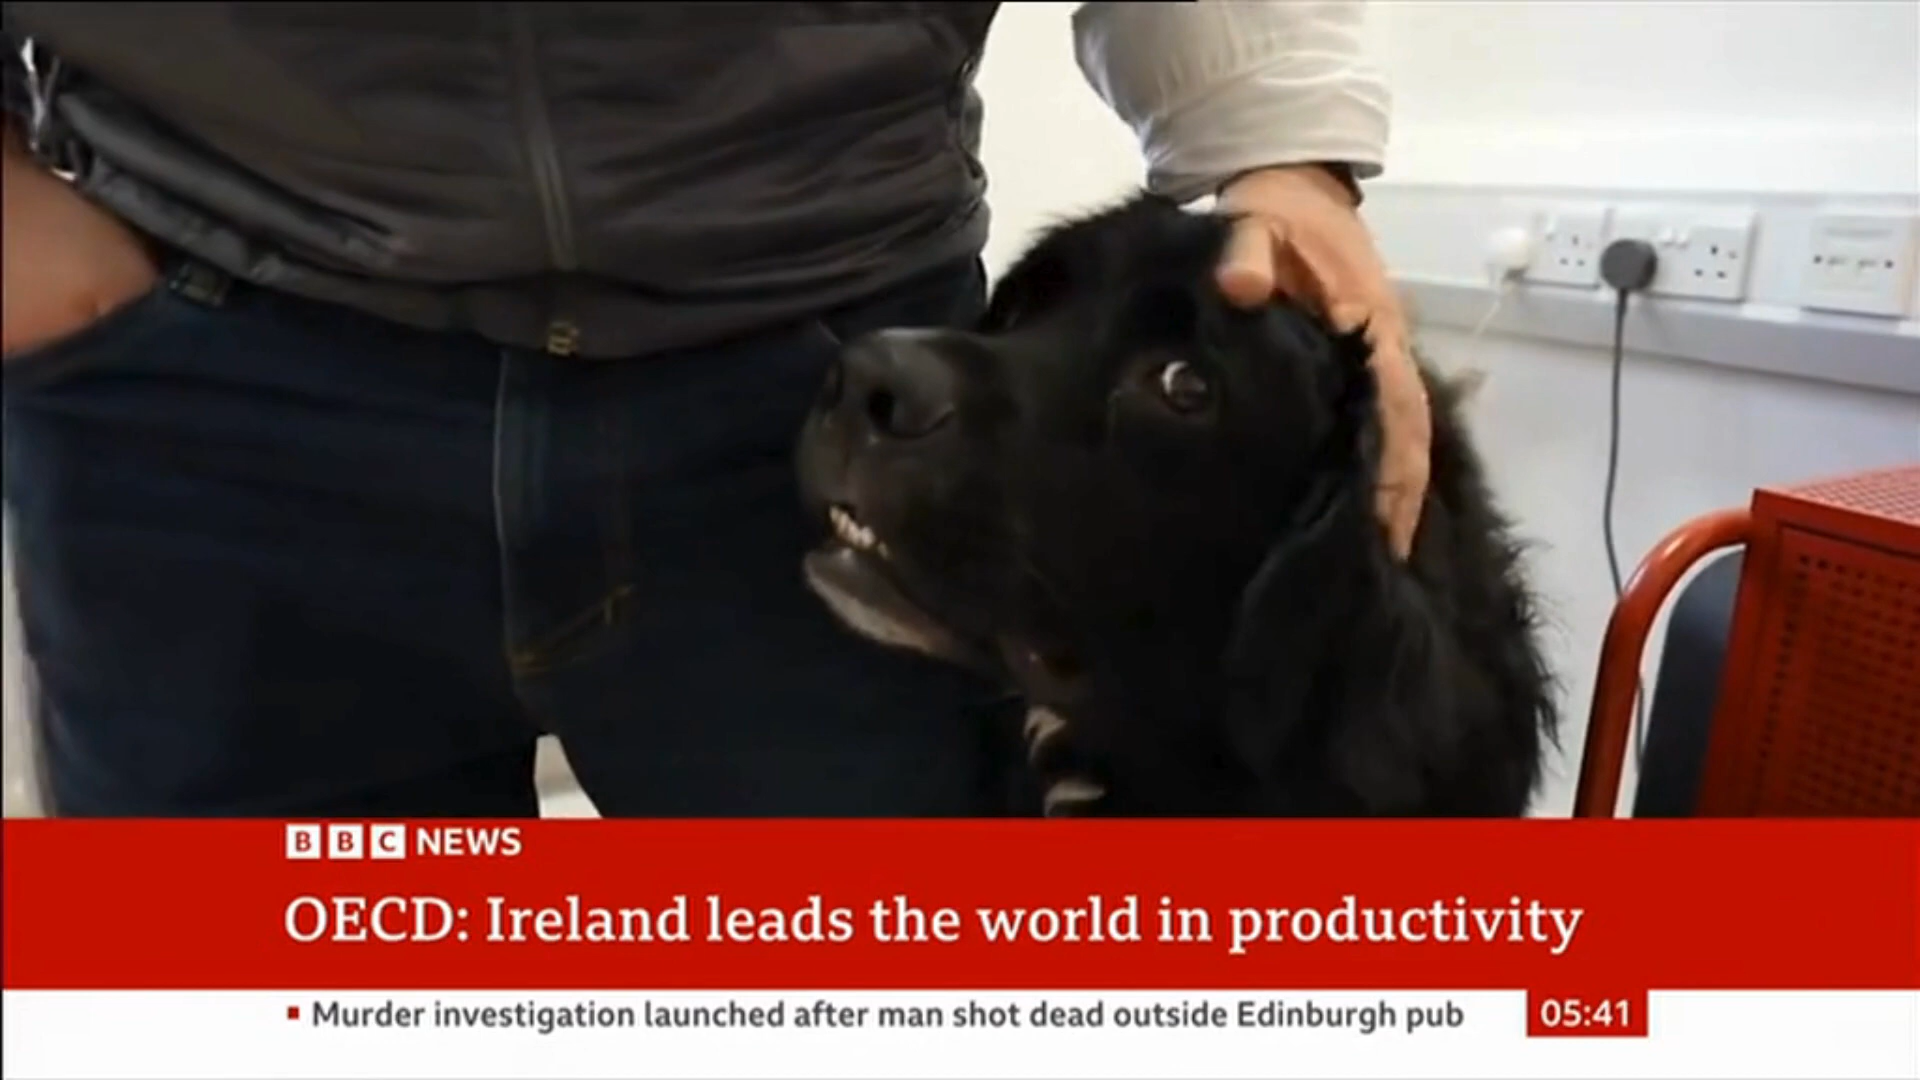 BBC NEWS
OECD: Ireland leads the world in productivity
Murder investigation launched after man shot dead outside Edinburgh pub
05:41